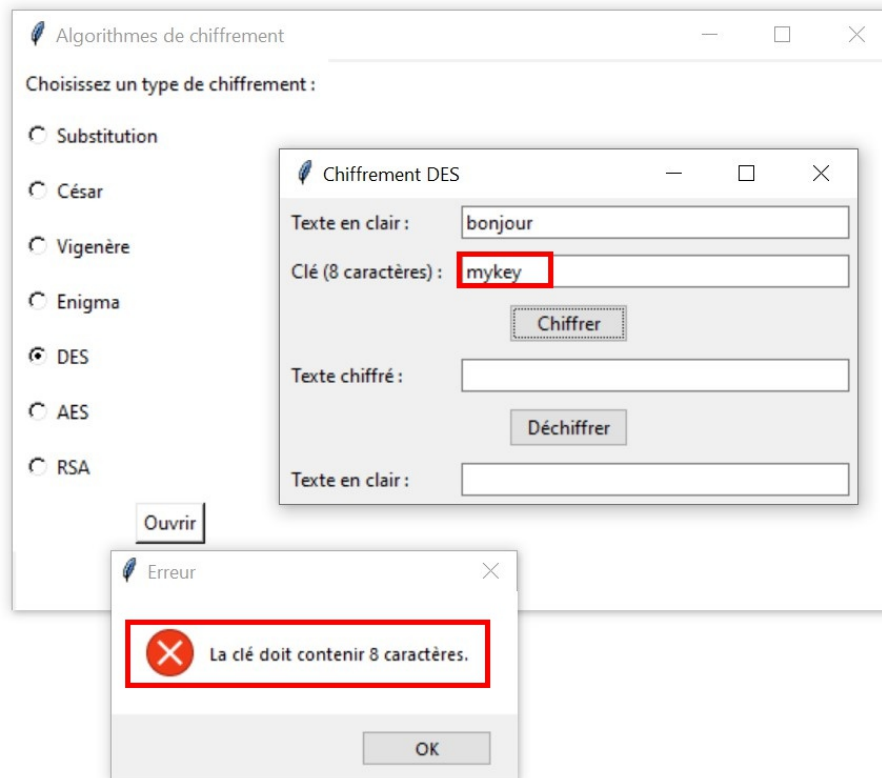 Algorithmes de chiffrement
Choisissez un type de chiffrement :
Substitution
César
Vigenère
Enigma
DES
AES
RSA
Ouvrir
Chiffrement DES
Texte en clair : bonjour
Clé (8 caractères) : mykey
Chiffrer
Texte chiffré :
Déchiffrer
Texte en clair :
Erreur
La clé doit contenir 8 caractères.
OK